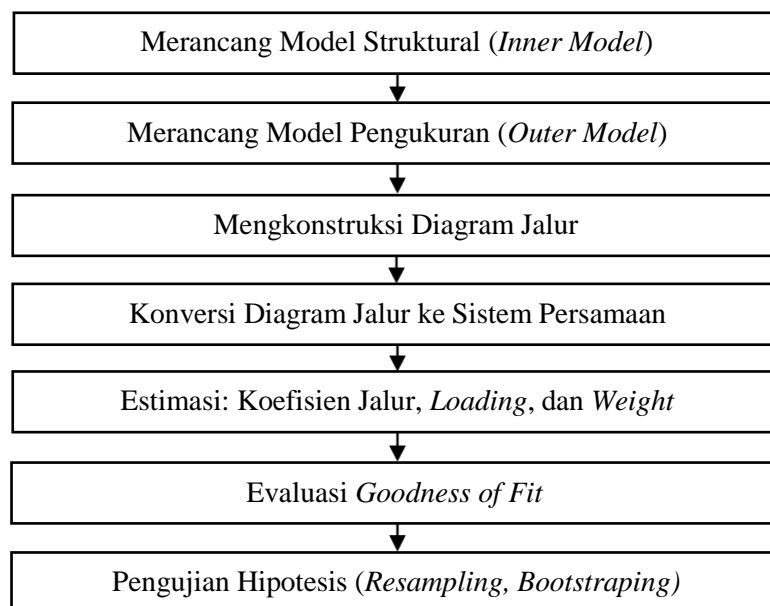 Merancang Model Struktural (Inner Model)
Merancang Model Pengukuran (Outer Model)
Mengkonstruksi Diagram Jalur
Konversi Diagram Jalur ke Sistem Persamaan
Estimasi: Koefisien Jalur, Loading, dan Weight
Evaluasi Goodness of Fit
Pengujian Hipotesis (Resampling, Bootstraping)